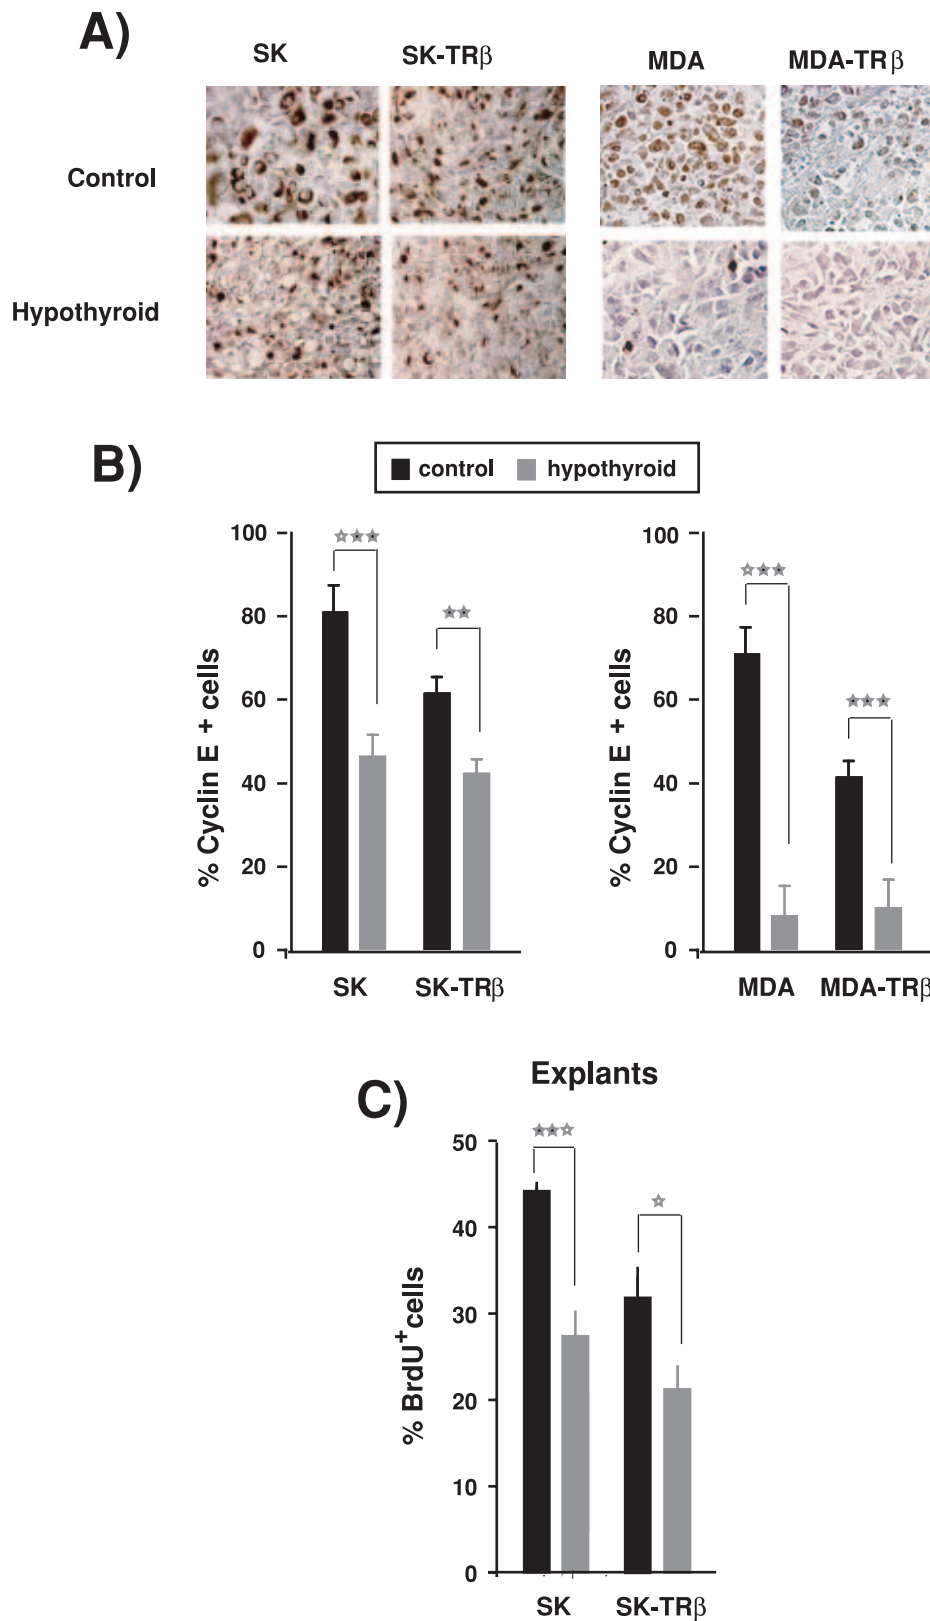 A)
SK SK-TRβ MDA MDA-TRβ
Control
Hypothyroid
B)
control hypothyroid
100 100
80 80
60 60
40 40
20 20
0 0
% Cyclin E + cells % Cyclin E + cells
SK SK-TRβ MDA MDA-TRβ
Explants
C)
50
40
30
20
10
0
% BrdU+ cells
SK SK-TRβ